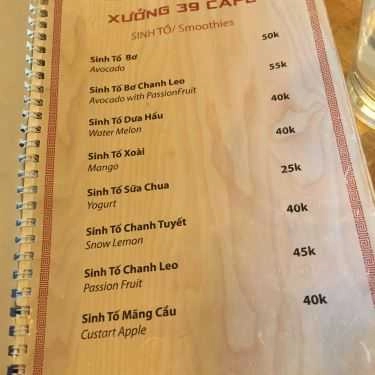 XƯỞNG 39 CAFE
SINH TỐ/ Smoothies
Sinh Tố Bơ 50k
Avocado
Sinh Tố Bơ Chanh Leo 55k
Avocado with PassionFruit
Sinh Tố Dưa Hấu 40k
Water Melon
Sinh Tố Xoài 40k
Mango
Sinh Tố Sữa Chua 25k
Yogurt
Sinh Tố Chanh Tuyết 40k
Snow Lemon
Sinh Tố Chanh Leo 45k
Passion Fruit
Sinh Tố Mãng Cầu 40k
Custart Apple